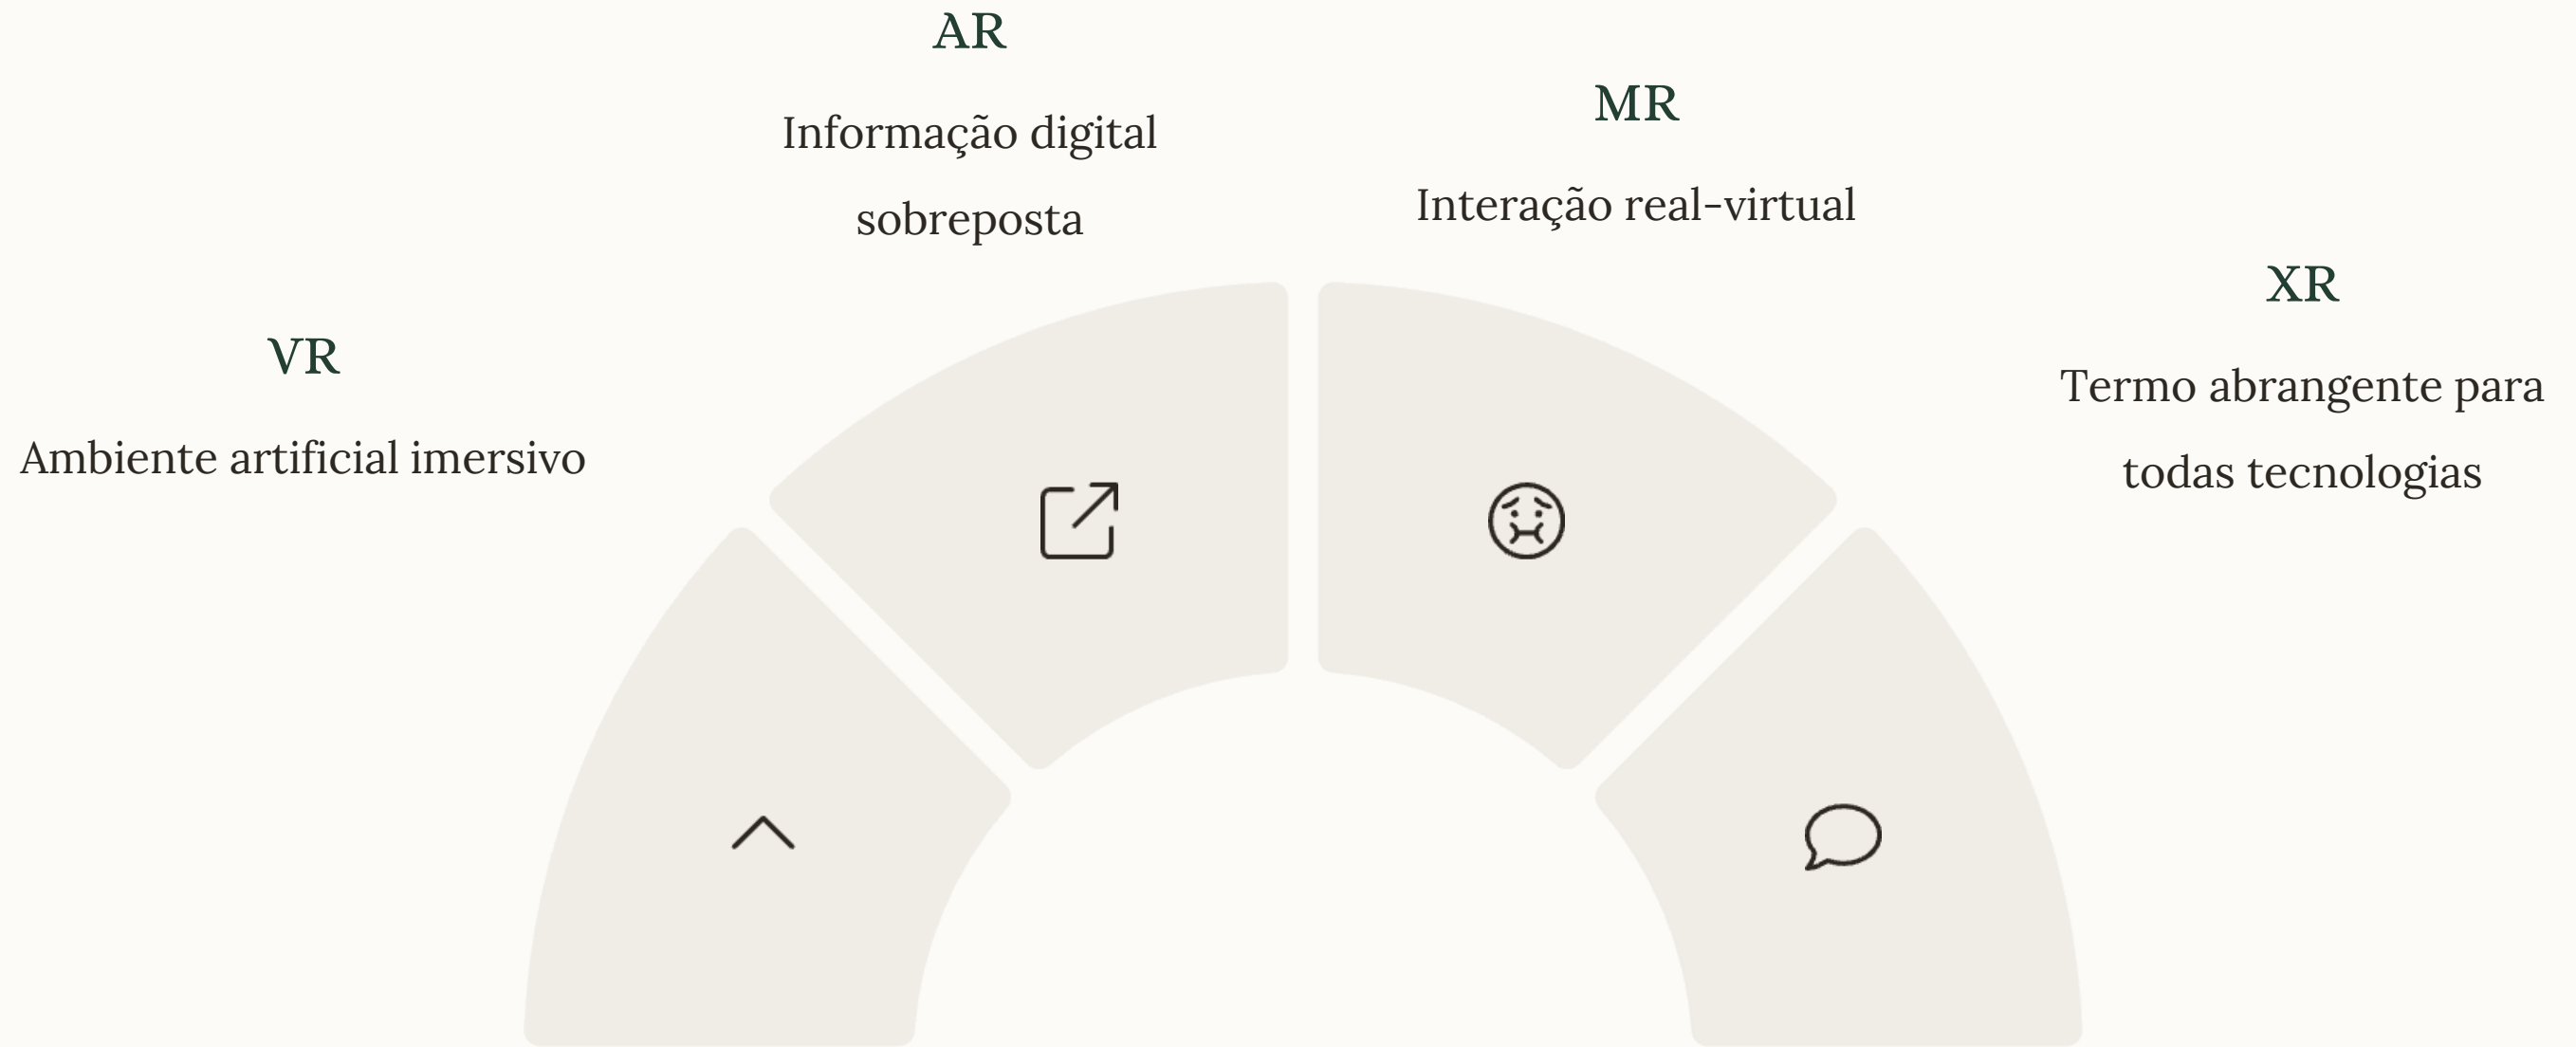 VR
Ambiente artificial imersivo
AR
Informação digital
sobreposta
MR
Interação real-virtual
XR
Termo abrangente para
todas tecnologias